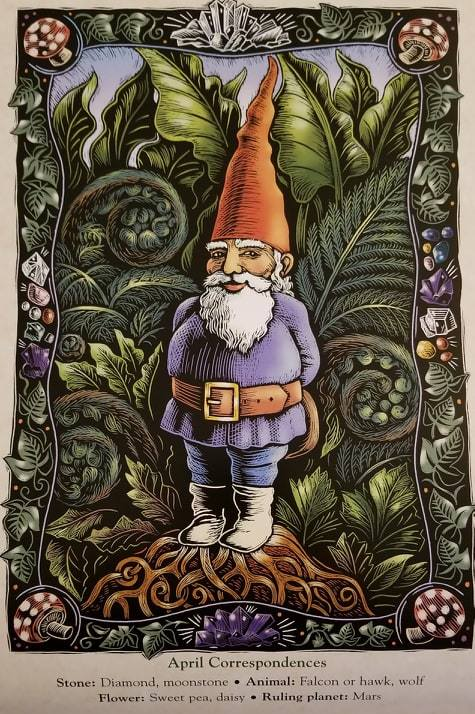 April Correspondences
Stone: Diamond, moonstone • Animal: Falcon or hawk, wolf
Flower: Sweet pea, daisy • Ruling planet: Mars